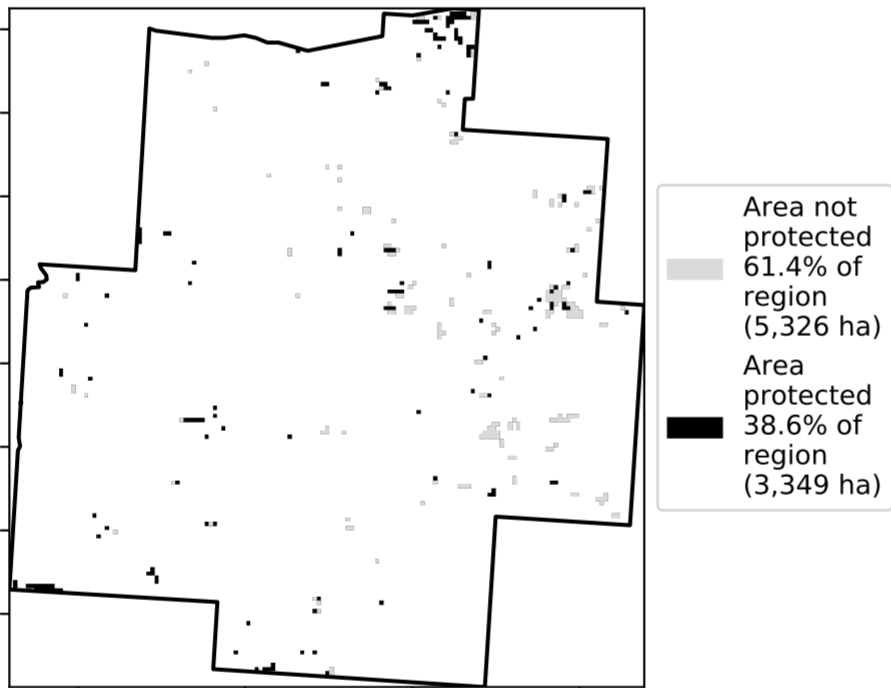 Area not
protected
61.4% of
region
(5,326 ha)
Area
protected
38.6% of
region
(3,349 ha)